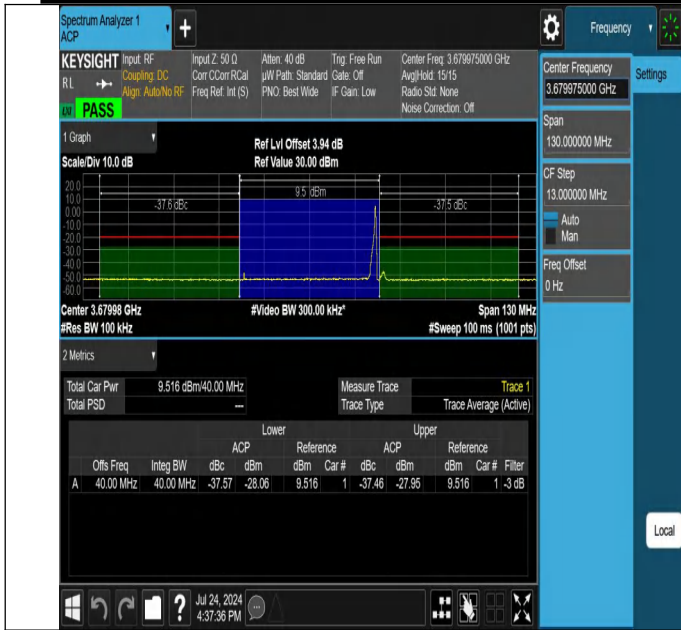 Spectrum Analyzer 1
ACP
Frequency
KEYSIGHT Input: RF Input Z: 50 Ω Atten: 40 dB Trig: Free Run Center Freq: 3.679975000 GHz
RL Coupling: DC Corr CCorr RCal µW Path: Standard Gate: Off Avg|Hold: 15/15
Align: Auto/No RF Freq Ref: Int (S) PNO: Best Wide IF Gain: Low Radio Std: None
LXI PASS Noise Correction: Off
Center Frequency
3.679975000 GHz
Settings
Span
130.000000 MHz
CF Step
13.000000 MHz
Auto
Man
Freq Offset
0 Hz
1 Graph
Ref Lvl Offset 3.94 dB
Scale/Div 10.0 dB Ref Value 30.00 dBm
20.0
10.0
0.00
-10.0
-20.0
-30.0
-40.0
-50.0
-60.0
-37.6 dBc 9.5 dBm -37.5 dBc
Center 3.67998 GHz #Video BW 300.00 kHz* Span 130 MHz
#Res BW 100 kHz #Sweep 100 ms (1001 pts)
2 Metrics
Total Car Pwr 9.516 dBm/40.00 MHz Measure Trace Trace 1
Total PSD --- Trace Type Trace Average (Active)
Lower Upper
ACP Reference ACP Reference
Offs Freq Integ BW dBc dBm dBm Car # dBc dBm dBm Car # Filter
A 40.00 MHz 40.00 MHz -37.57 -28.06 9.516 1 -37.46 -27.95 9.516 1 -3 dB
Local
Jul 24, 2024
4:37:36 PM